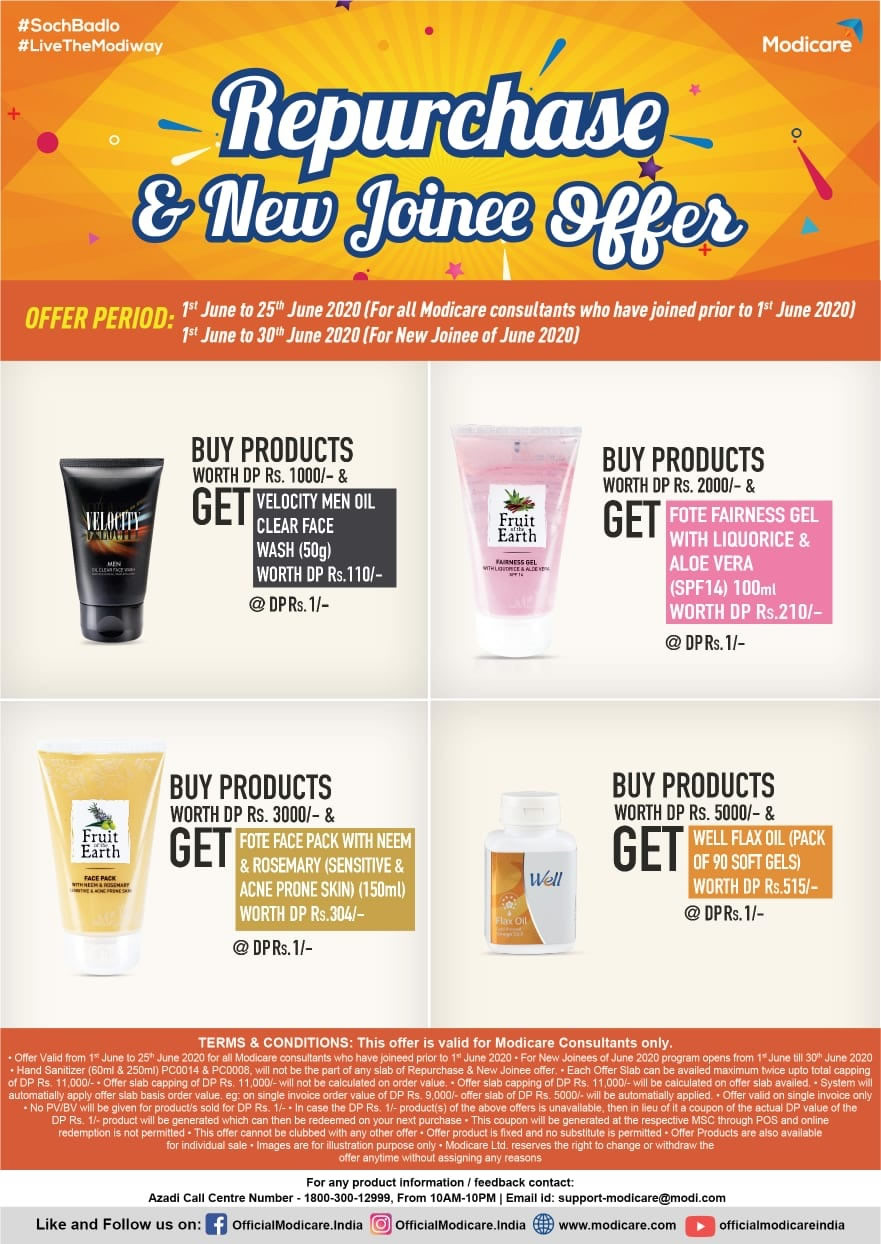 #SochBadlo
#LiveTheModiway
Modicare
Repurchase
& New Joinee Offer
OFFER PERIOD:
1st June to 25th June 2020 (For all Modicare consultants who have joined prior to 1st June 2020)
1st June to 30th June 2020 (For New Joinee of June 2020)
VELOCITY
MEN
OIL CLEAR FACE WASH
BUY PRODUCTS
WORTH DP Rs. 1000/- &
GET
VELOCITY MEN OIL
CLEAR FACE
WASH (50g)
WORTH DP Rs.110/-
@ DP Rs. 1/-
Fruit
of the
Earth
FAIRNESS GEL
WITH LIQUORICE & ALOE VERA
SPF 14
BUY PRODUCTS
WORTH DP Rs. 2000/- &
GET
FOTE FAIRNESS GEL
WITH LIQUORICE &
ALOE VERA
(SPF14) 100ml
WORTH DP Rs.210/-
@ DP Rs. 1/-
Fruit
of the
Earth
FACE PACK
WITH NEEM & ROSEMARY
SENSITIVE & ACNE PRONE SKIN
BUY PRODUCTS
WORTH DP Rs. 3000/- &
GET
FOTE FACE PACK WITH NEEM
& ROSEMARY (SENSITIVE &
ACNE PRONE SKIN) (150ml)
WORTH DP Rs.304/-
@ DP Rs. 1/-
Well
Flax Oil
BUY PRODUCTS
WORTH DP Rs. 5000/- &
GET
WELL FLAX OIL (PACK
OF 90 SOFT GELS)
WORTH DP Rs.515/-
@ DP Rs. 1/-
TERMS & CONDITIONS: This offer is valid for Modicare Consultants only.
• Offer Valid from 1st June to 25th June 2020 for all Modicare consultants who have joineed prior to 1st June 2020 • For New Joinees of June 2020 program opens from 1st June till 30th June 2020
• Hand Sanitizer (60ml & 250ml) PC0014 & PC0008, will not be the part of any slab of Repurchase & New Joinee offer. • Each Offer Slab can be availed maximum twice upto total capping
of DP Rs. 11,000/- • Offer slab capping of DP Rs. 11,000/- will not be calculated on order value. • Offer slab capping of DP Rs. 11,000/- will be calculated on offer slab availed. • System will
automatially apply offer slab basis order value. eg: on single invoice order value of DP Rs. 9,000/- offer slab of DP Rs. 5000/- will be automatially applied. • Offer valid on single invoice only
• No PV/BV will be given for product/s sold for DP Rs. 1/- • In case the DP Rs. 1/- product(s) of the above offers is unavailable, then in lieu of it a coupon of the actual DP value of the
DP Rs. 1/- product will be generated which can then be redeemed on your next purchase • This coupon will be generated at the respective MSC through POS and online
redemption is not permitted • This offer cannot be clubbed with any other offer • Offer product is fixed and no substitute is permitted • Offer Products are also available
for individual sale • Images are for illustration purpose only • Modicare Ltd. reserves the right to change or withdraw the
offer anytime without assigning any reasons
For any product information / feedback contact:
Azadi Call Centre Number - 1800-300-12999, From 10AM-10PM | Email id: support-modicare@modi.com
Like and Follow us on: OfficialModicare.India OfficialModicare.India www.modicare.com officialmodicareindia